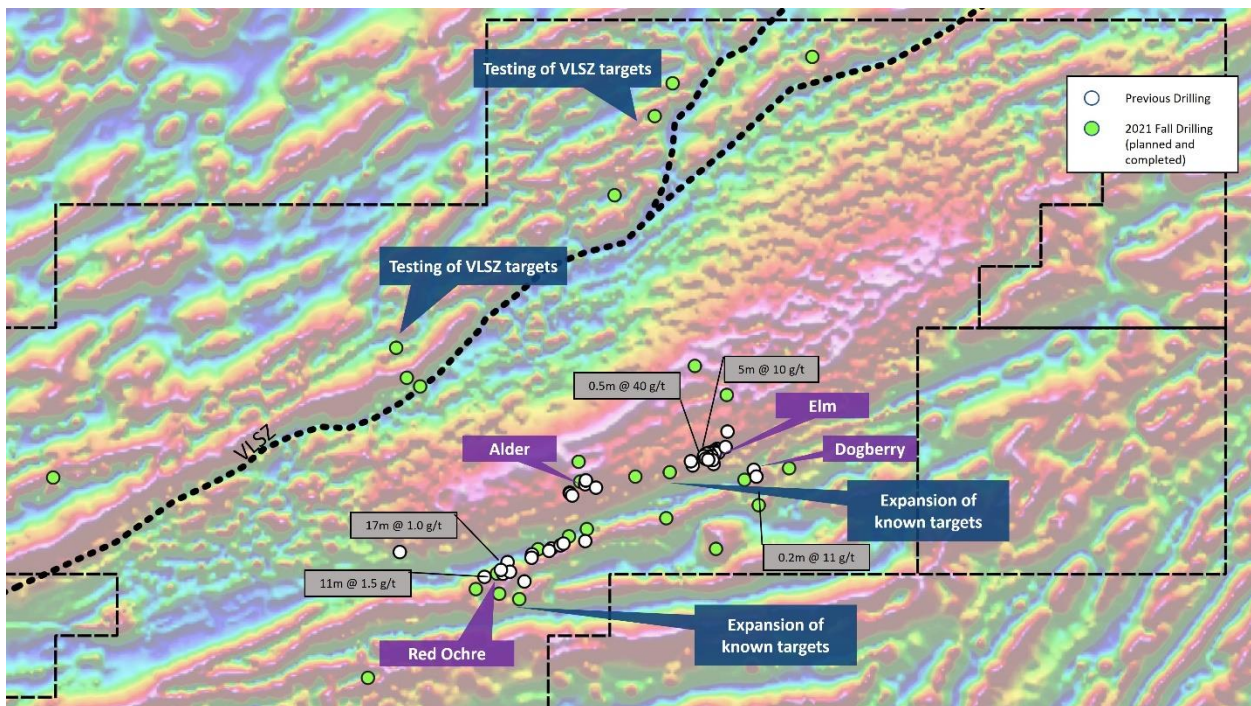 Testing of VLSZ targets
Previous Drilling
2021 Fall Drilling
(planned and
completed)
Testing of VLSZ targets
5m @ 10 g/t
0.5m @ 40 g/t
Elm
VLSZ
Alder
Dogberry
Expansion of
known targets
17m @ 1.0 g/t
0.2m @ 11 g/t
11m @ 1.5 g/t
Expansion of
known targets
Red Ochre